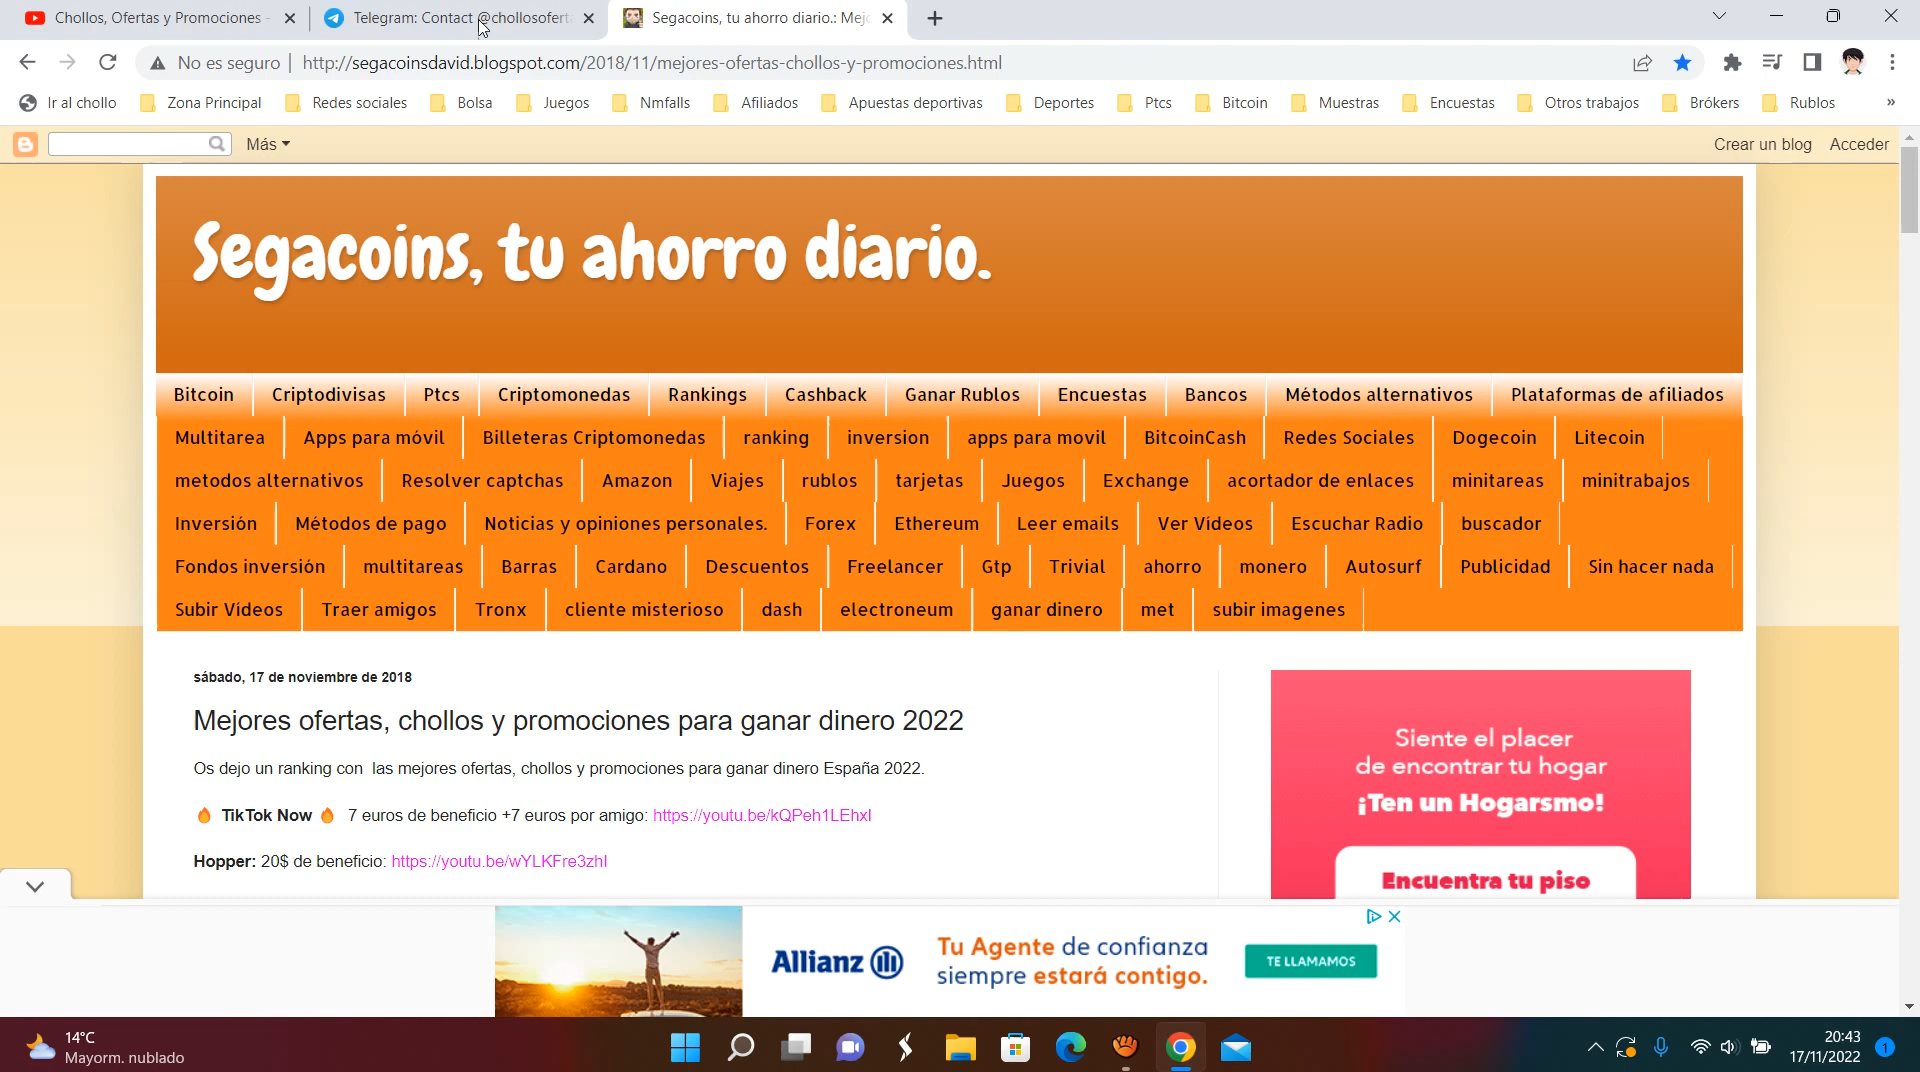 Chollos, Ofertas y Promociones -
Telegram: Contact @chollosofert
Segacoins, tu ahorro diario.: Mejo
No es seguro | http://segacoinsdavid.blogspot.com/2018/11/mejores-ofertas-chollos-y-promociones.html
Ir al chollo Zona Principal Redes sociales Bolsa Juegos Nmfalls Afiliados Apuestas deportivas Deportes Ptcs Bitcoin Muestras Encuestas Otros trabajos Brókers Rublos »
Más Crear un blog Acceder
Segacoins, tu ahorro diario.
Bitcoin Criptodivisas Ptcs Criptomonedas Rankings Cashback Ganar Rublos Encuestas Bancos Métodos alternativos Plataformas de afiliados
Multitarea Apps para móvil Billeteras Criptomonedas ranking inversion apps para movil BitcoinCash Redes Sociales Dogecoin Litecoin
metodos alternativos Resolver captchas Amazon Viajes rublos tarjetas Juegos Exchange acortador de enlaces minitareas minitrabajos
Inversión Métodos de pago Noticias y opiniones personales. Forex Ethereum Leer emails Ver Vídeos Escuchar Radio buscador
Fondos inversión multitareas Barras Cardano Descuentos Freelancer Gtp Trivial ahorro monero Autosurf Publicidad Sin hacer nada
Subir Vídeos Traer amigos Tronx cliente misterioso dash electroneum ganar dinero met subir imagenes
sábado, 17 de noviembre de 2018
Mejores ofertas, chollos y promociones para ganar dinero 2022
Os dejo un ranking con las mejores ofertas, chollos y promociones para ganar dinero España 2022.
TikTok Now 7 euros de beneficio +7 euros por amigo: https://youtu.be/kQPeh1LEhxI
Hopper: 20$ de beneficio: https://youtu.be/wYLKFre3zhI
Siente el placer
de encontrar tu hogar
¡Ten un Hogarsmo!
Encuentra tu piso
Allianz
Tu Agente de confianza
siempre estará contigo.
TE LLAMAMOS
14°C
Mayorm. nublado
20:43
17/11/2022
1